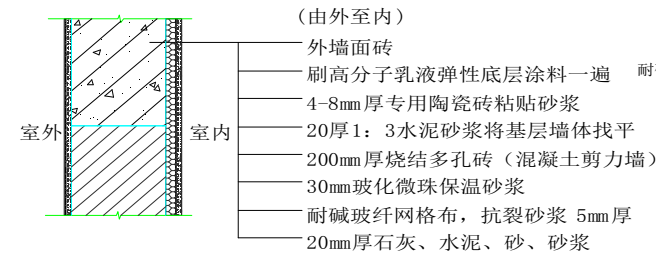 （由外至内）
外墙面砖
刷高分子乳液弹性底层涂料一遍
4-8mm厚专用陶瓷砖粘贴砂浆
室外 室内 20厚1：3水泥砂浆将基层墙体找平
200mm厚烧结多孔砖（混凝土剪力墙）
30mm玻化微珠保温砂浆
耐碱玻纤网格布，抗裂砂浆 5mm厚
20mm厚石灰、水泥、砂、砂浆